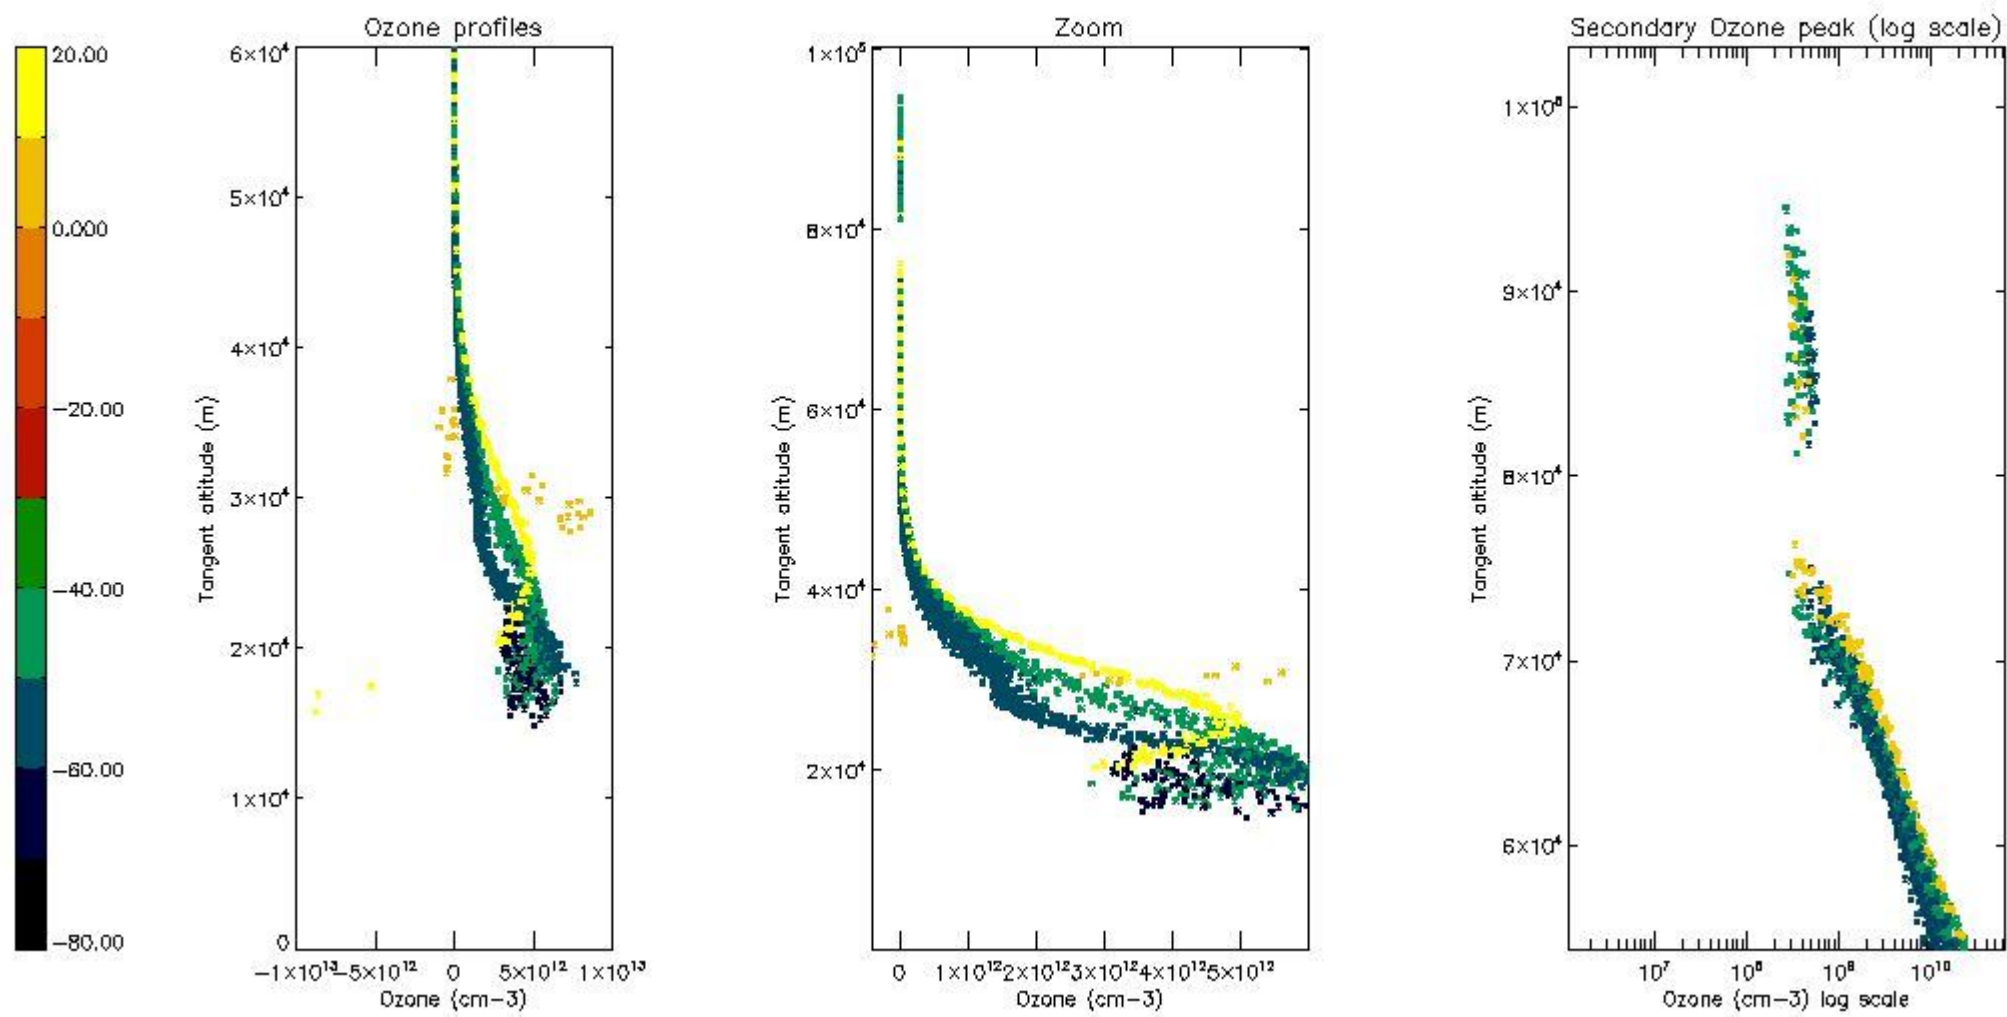 Ozone profiles
Zoom
Secondary Ozone peak (log scale)
20.00
0.000
−20.00
−40.00
−60.00
−80.00
6×10⁴
5×10⁴
4×10⁴
3×10⁴
2×10⁴
1×10⁴
0
Tangent altitude (m)
−1×10¹³ −5×10¹² 0 5×10¹² 1×10¹³
Ozone (cm−3)
1×10⁵
8×10⁴
6×10⁴
4×10⁴
2×10⁴
Tangent altitude (m)
0 1×10¹² 2×10¹² 3×10¹² 4×10¹² 5×10¹²
Ozone (cm−3)
1×10⁵
9×10⁴
8×10⁴
7×10⁴
6×10⁴
Tangent altitude (m)
10⁷ 10⁸ 10⁹ 10¹⁰
Ozone (cm−3) log scale